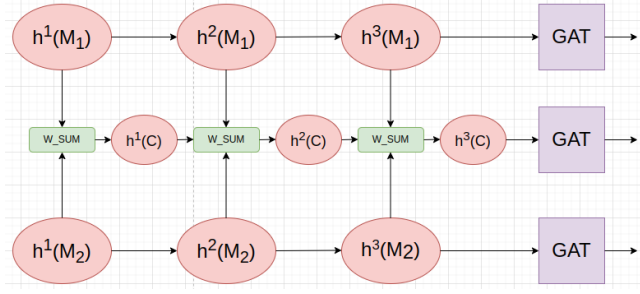 h¹(M₁) h²(M₁) h³(M₁) GAT
W_SUM h¹(C) W_SUM h²(C) W_SUM h³(C) GAT
h¹(M₂) h²(M₂) h³(M2) GAT